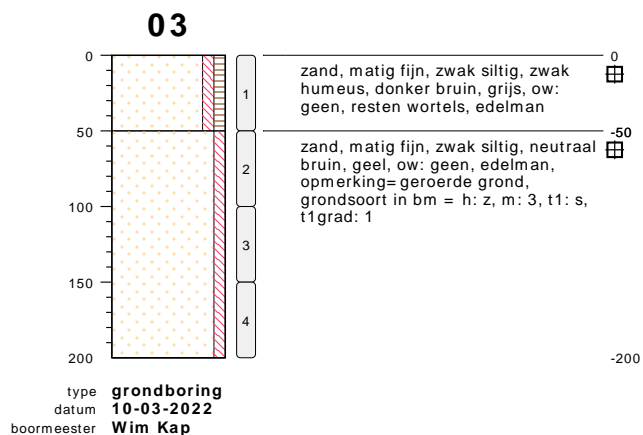 03
0
50
100
150
200
1
2
3
4
zand, matig fijn, zwak siltig, zwak
humeus, donker bruin, grijs, ow:
geen, resten wortels, edelman
zand, matig fijn, zwak siltig, neutraal
bruin, geel, ow: geen, edelman,
opmerking=geroerde grond,
grondsoort in bm = h: z, m: 3, t1: s,
t1grad: 1
0
-50
-200
type grondboring
datum 10-03-2022
boormeester Wim Kap